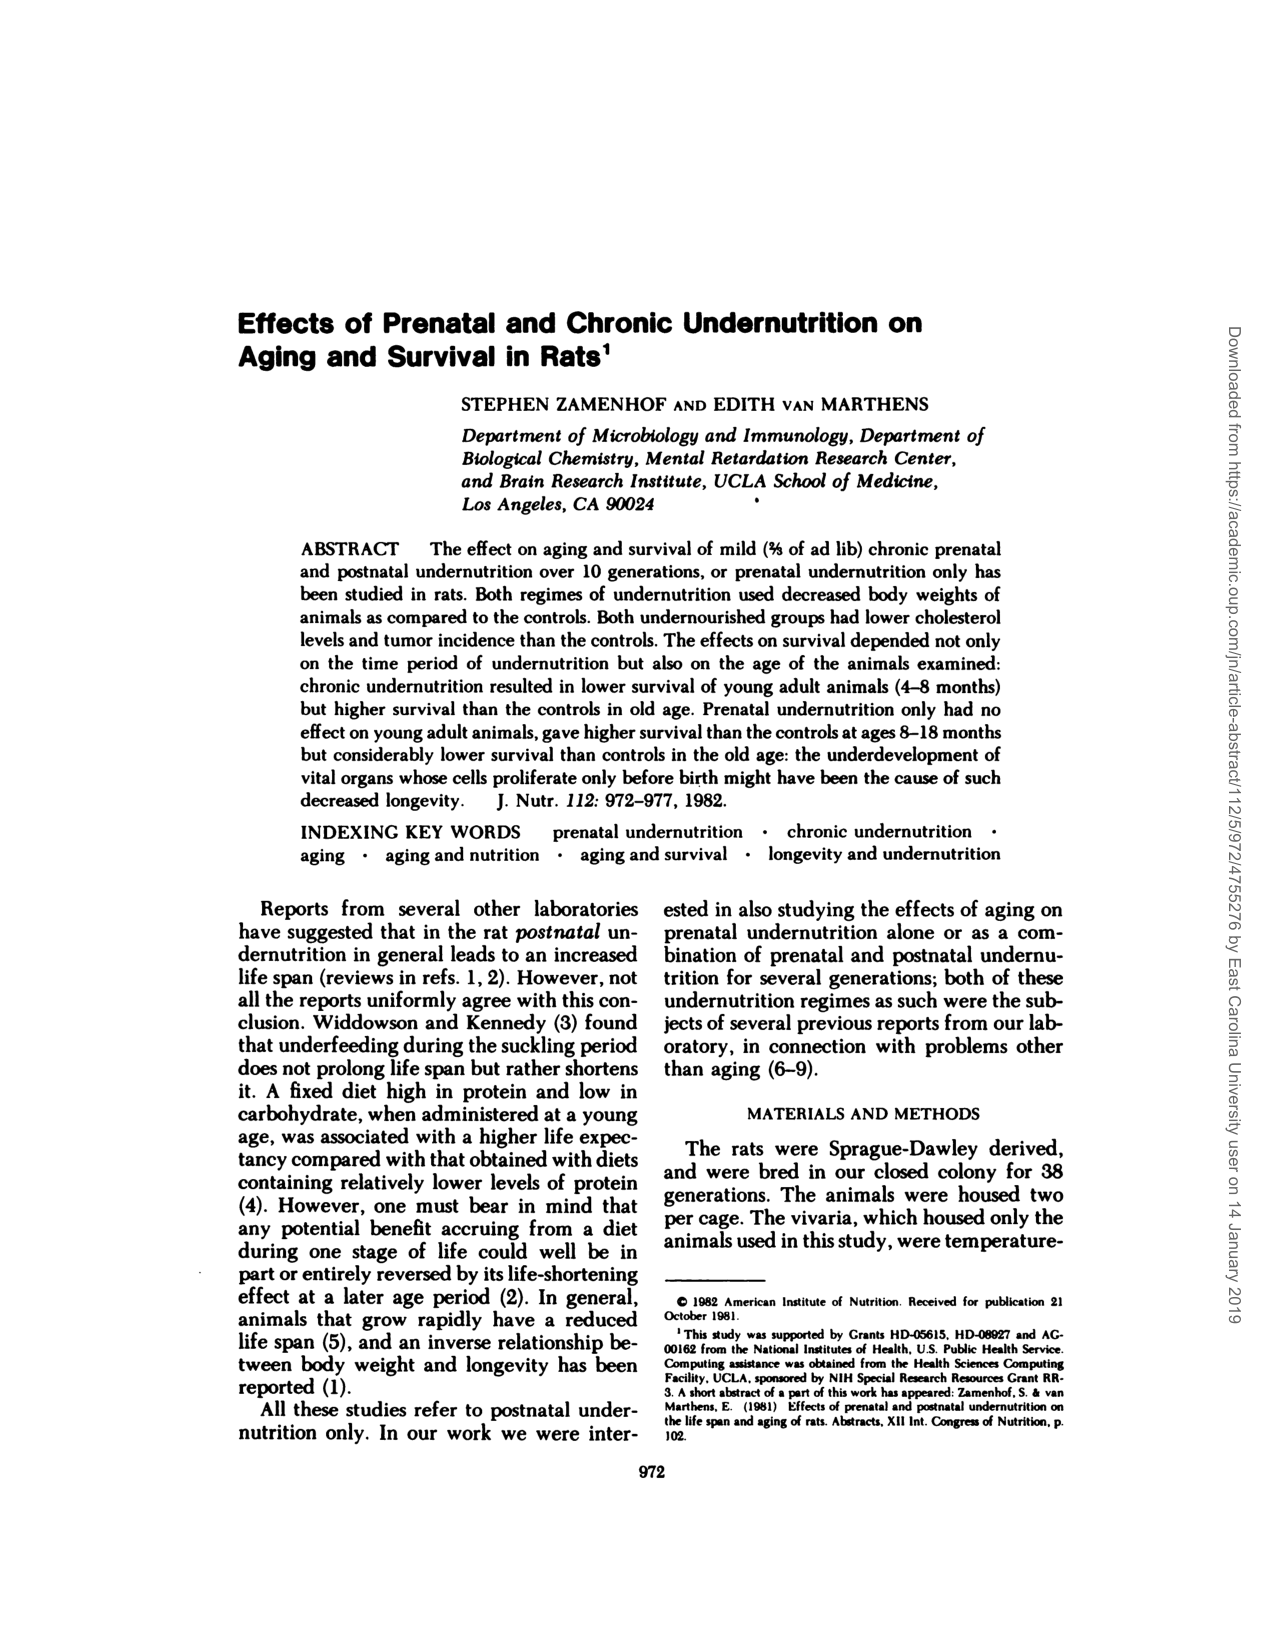 Effects of Prenatal and Chronic Undernutrition on
Aging and Survival in Rats¹
STEPHEN ZAMENHOF AND EDITH VAN MARTHENS
Department of Microbiology and Immunology, Department of
Biological Chemistry, Mental Retardation Research Center,
and Brain Research Institute, UCLA School of Medicine,
Los Angeles, CA 90024
ABSTRACT The effect on aging and survival of mild (⅔ of ad lib) chronic prenatal
and postnatal undernutrition over 10 generations, or prenatal undernutrition only has
been studied in rats. Both regimes of undernutrition used decreased body weights of
animals as compared to the controls. Both undernourished groups had lower cholesterol
levels and tumor incidence than the controls. The effects on survival depended not only
on the time period of undernutrition but also on the age of the animals examined:
chronic undernutrition resulted in lower survival of young adult animals (4–8 months)
but higher survival than the controls in old age. Prenatal undernutrition only had no
effect on young adult animals, gave higher survival than the controls at ages 8–18 months
but considerably lower survival than controls in the old age: the underdevelopment of
vital organs whose cells proliferate only before birth might have been the cause of such
decreased longevity. J. Nutr. 112: 972–977, 1982.
INDEXING KEY WORDS prenatal undernutrition · chronic undernutrition ·
aging · aging and nutrition · aging and survival · longevity and undernutrition
Reports from several other laboratories
have suggested that in the rat postnatal un-
dernutrition in general leads to an increased
life span (reviews in refs. 1, 2). However, not
all the reports uniformly agree with this con-
clusion. Widdowson and Kennedy (3) found
that underfeeding during the suckling period
does not prolong life span but rather shortens
it. A fixed diet high in protein and low in
carbohydrate, when administered at a young
age, was associated with a higher life expec-
tancy compared with that obtained with diets
containing relatively lower levels of protein
(4). However, one must bear in mind that
any potential benefit accruing from a diet
during one stage of life could well be in
part or entirely reversed by its life-shortening
effect at a later age period (2). In general,
animals that grow rapidly have a reduced
life span (5), and an inverse relationship be-
tween body weight and longevity has been
reported (1).
All these studies refer to postnatal under-
nutrition only. In our work we were inter-
ested in also studying the effects of aging on
prenatal undernutrition alone or as a com-
bination of prenatal and postnatal undernu-
trition for several generations; both of these
undernutrition regimes as such were the sub-
jects of several previous reports from our lab-
oratory, in connection with problems other
than aging (6–9).
MATERIALS AND METHODS
The rats were Sprague-Dawley derived,
and were bred in our closed colony for 38
generations. The animals were housed two
per cage. The vivaria, which housed only the
animals used in this study, were temperature-
© 1982 American Institute of Nutrition. Received for publication 21
October 1981.
¹ This study was supported by Grants HD-05615, HD-08927 and AG-
00162 from the National Institutes of Health, U.S. Public Health Service.
Computing assistance was obtained from the Health Sciences Computing
Facility, UCLA, sponsored by NIH Special Research Resources Grant RR-
3. A short abstract of a part of this work has appeared: Zamenhof, S. & van
Marthens, E. (1981) Effects of prenatal and postnatal undernutrition on
the life span and aging of rats. Abstracts, XII Int. Congress of Nutrition, p.
102.
972
Downloaded from https://academic.oup.com/jn/article-abstract/112/5/972/4755276 by East Carolina University user on 14 January 2019